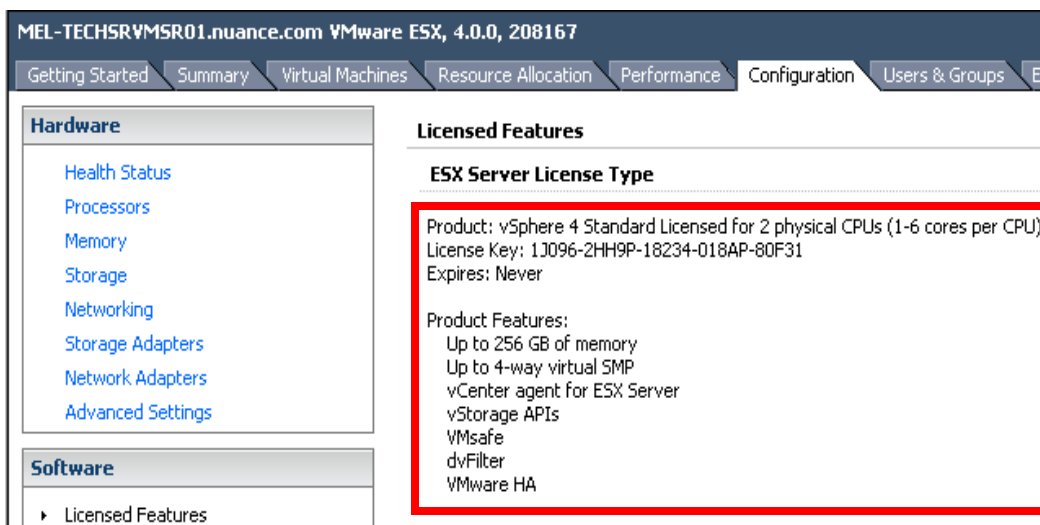 MEL-TECHSRVMSR01.nuance.com VMware ESX, 4.0.0, 208167
Getting Started Summary Virtual Machines Resource Allocation Performance Configuration Users & Groups E
Hardware
Health Status
Processors
Memory
Storage
Networking
Storage Adapters
Network Adapters
Advanced Settings
Software
Licensed Features
Licensed Features
ESX Server License Type
Product: vSphere 4 Standard Licensed for 2 physical CPUs (1-6 cores per CPU)
License Key: 1J096-2HH9P-18234-018AP-80F31
Expires: Never
Product Features:
Up to 256 GB of memory
Up to 4-way virtual SMP
vCenter agent for ESX Server
vStorage APIs
VMsafe
dvFilter
VMware HA